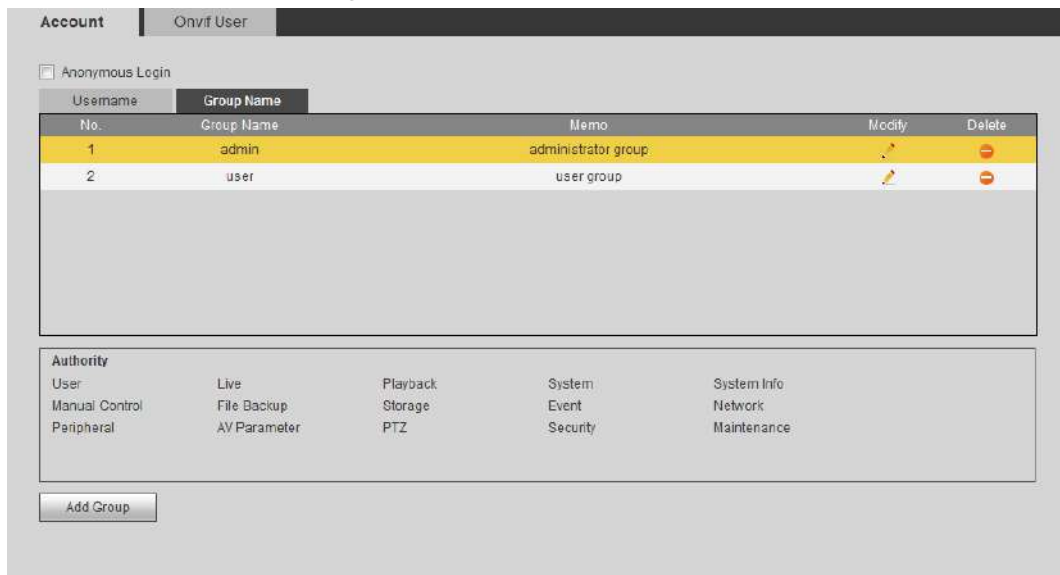 Account Onvif User
Anonymous Login
Username Group Name
No. Group Name Memo Modify Delete
1 admin administrator group
2 user user group
Authority
User Live Playback System System Info
Manual Control File Backup Storage Event Network
Peripheral AV Parameter PTZ Security Maintenance
Add Group